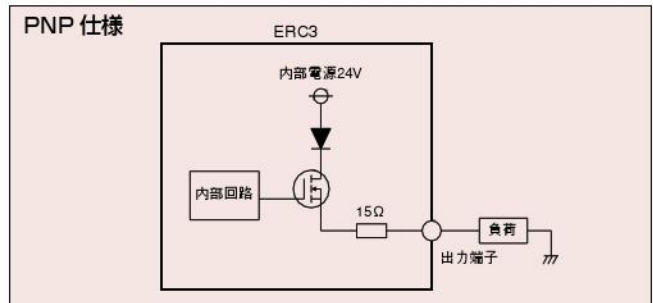 PNP 仕様
ERC3
内部電源24V
内部回路
15Ω
負荷
出力端子